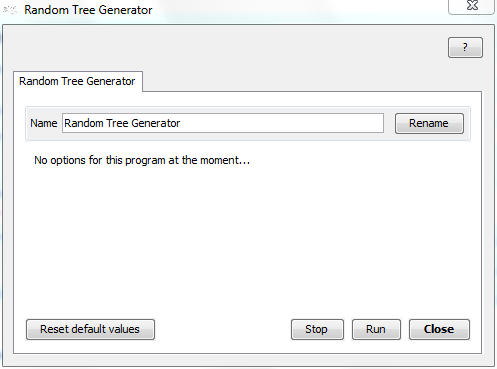 Random Tree Generator
?
Random Tree Generator
Name Random Tree Generator Rename
No options for this program at the moment...
Reset default values Stop Run Close